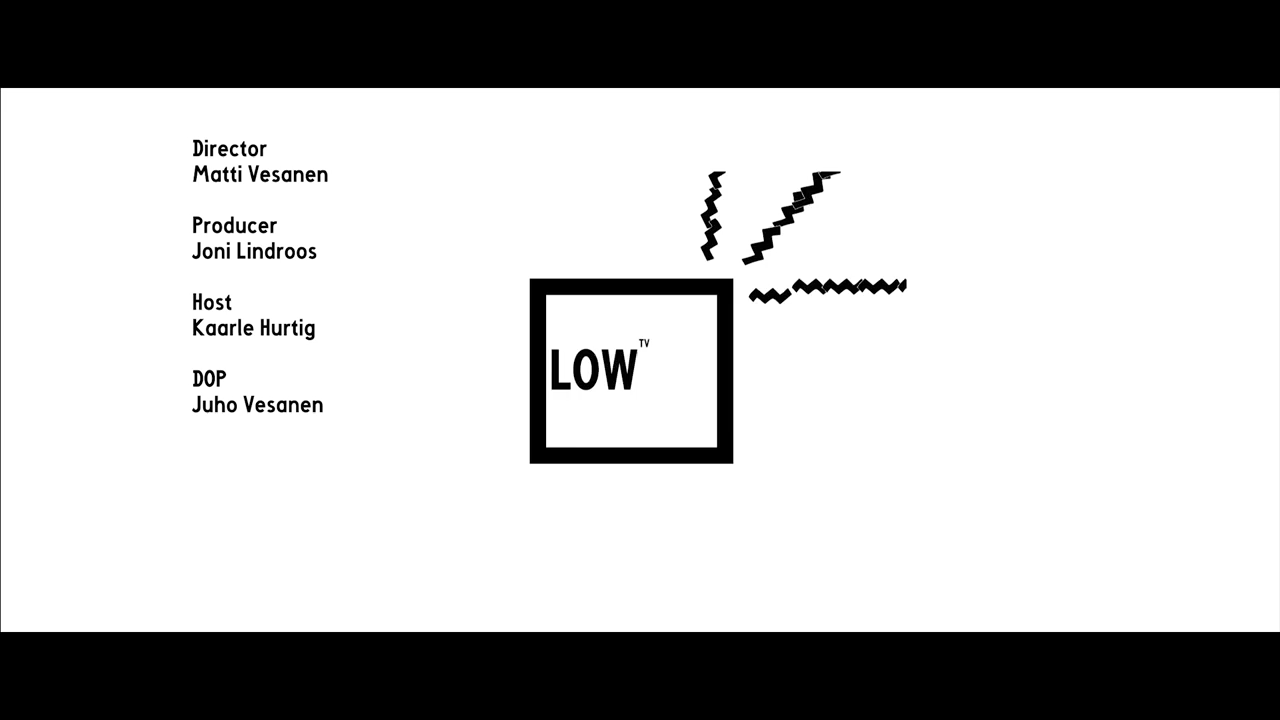 Director
Matti Vesanen
Producer
Joni Lindroos
Host
Kaarle Hurtig
DOP
Juho Vesanen
LOW TV